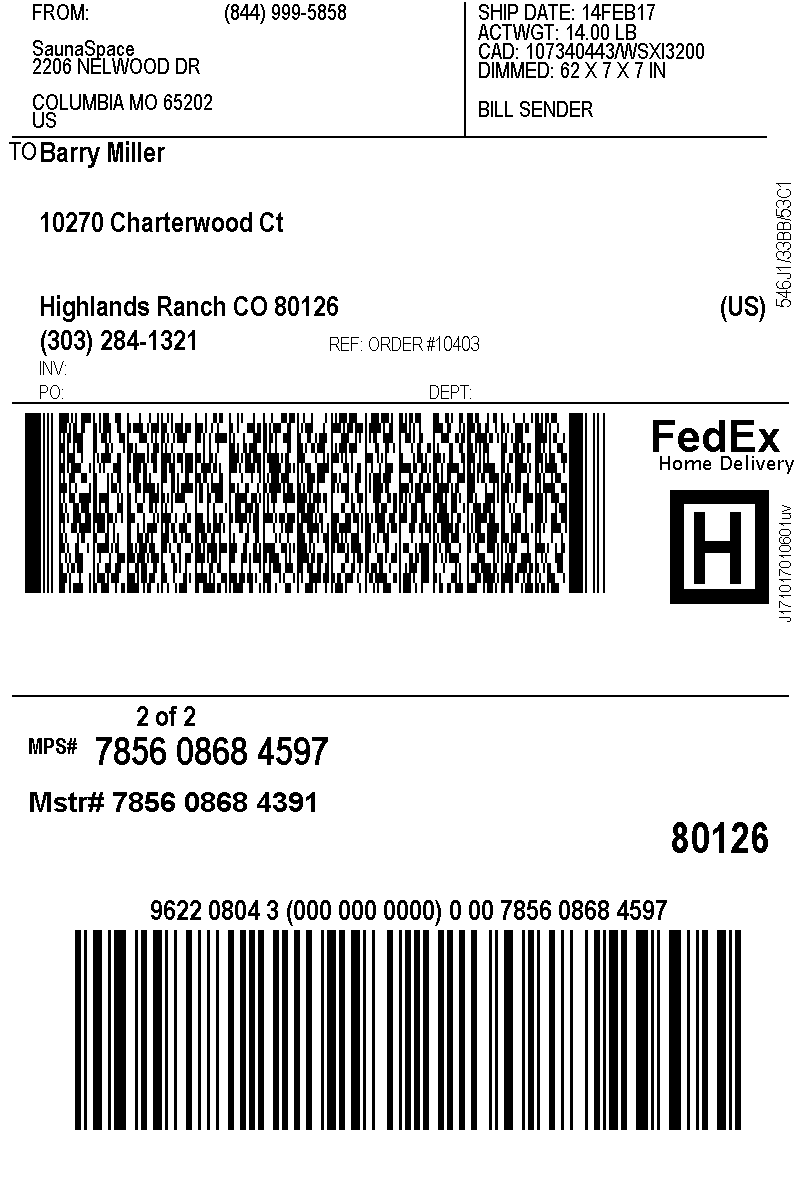 FROM: (844) 999-5858
SaunaSpace
2206 NELWOOD DR
COLUMBIA MO 65202
US
SHIP DATE: 14FEB17
ACTWGT: 14.00 LB
CAD: 107340443/WSXI3200
DIMMED: 62 X 7 X 7 IN
BILL SENDER
TO Barry Miller
10270 Charterwood Ct
Highlands Ranch CO 80126 (US)
(303) 284-1321 REF: ORDER #10403
INV:
PO: DEPT:
546J1/33BB/53C1
FedEx
Home Delivery
H
J171017010601uv
2 of 2
MPS# 7856 0868 4597
Mstr# 7856 0868 4391
80126
9622 0804 3 (000 000 0000) 0 00 7856 0868 4597